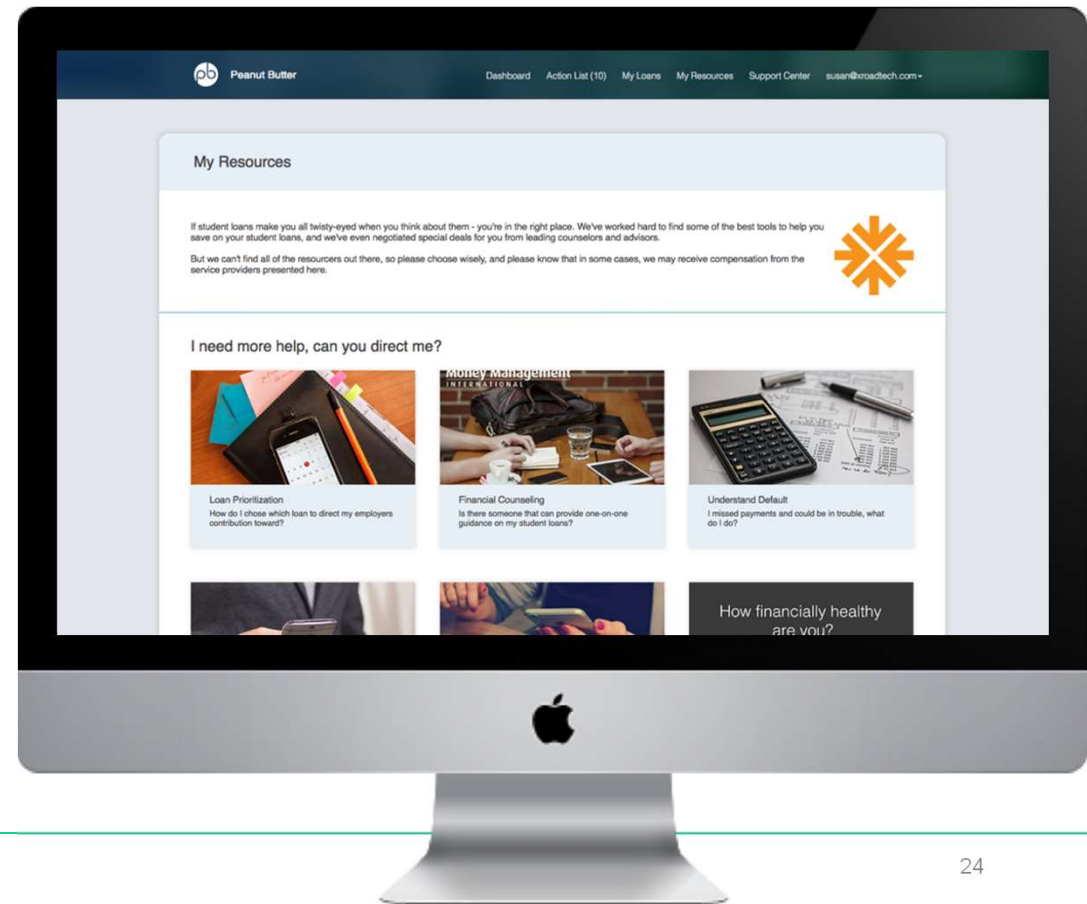 pb
Peanut Butter
Dashboard Action List (10) My Loans My Resources Support Center susan@xroadtech.com
My Resources
If student loans make you all twisty-eyed when you think about them - you're in the right place. We've worked hard to find some of the best tools to help you
save on your student loans, and we've even negotiated special deals for you from leading counselors and advisors.
But we can't find all of the resourcers out there, so please choose wisely, and please know that in some cases, we may receive compensation from the
service providers presented here.
I need more help, can you direct me?
Money Management
INTERNATIONAL
Loan Prioritization
How do I chose which loan to direct my employers
contribution toward?
Financial Counseling
Is there someone that can provide one-on-one
guidance on my student loans?
Understand Default
I missed payments and could be in trouble, what
do I do?
How financially healthy
are you?
24